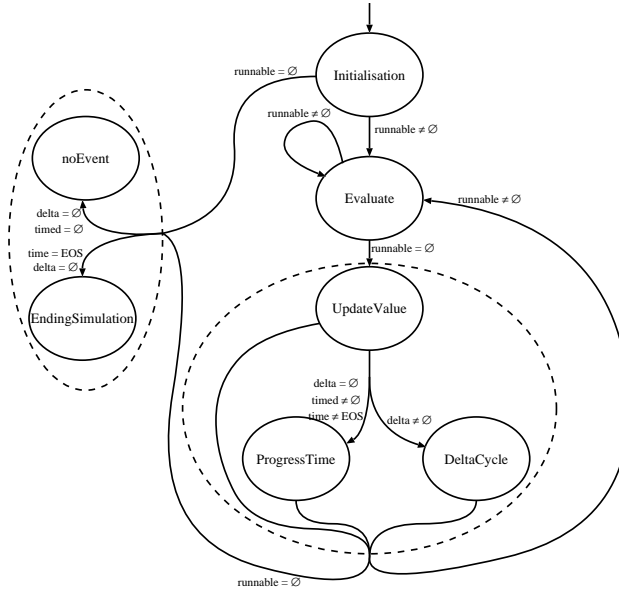 runnable = ∅
Initialisation
runnable ≠ ∅
runnable ≠ ∅
noEvent
Evaluate
runnable ≠ ∅
delta = ∅
timed = ∅
runnable = ∅
time = EOS
delta = ∅
EndingSimulation
UpdateValue
delta = ∅
timed ≠ ∅
time ≠ EOS
delta ≠ ∅
ProgressTime
DeltaCycle
runnable = ∅